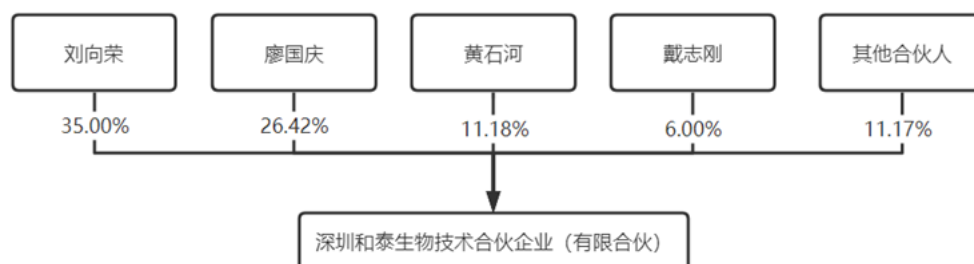 刘向荣 廖国庆 黄石河 戴志刚 其他合伙人
35.00% 26.42% 11.18% 6.00% 11.17%
深圳和泰生物技术合伙企业（有限合伙）